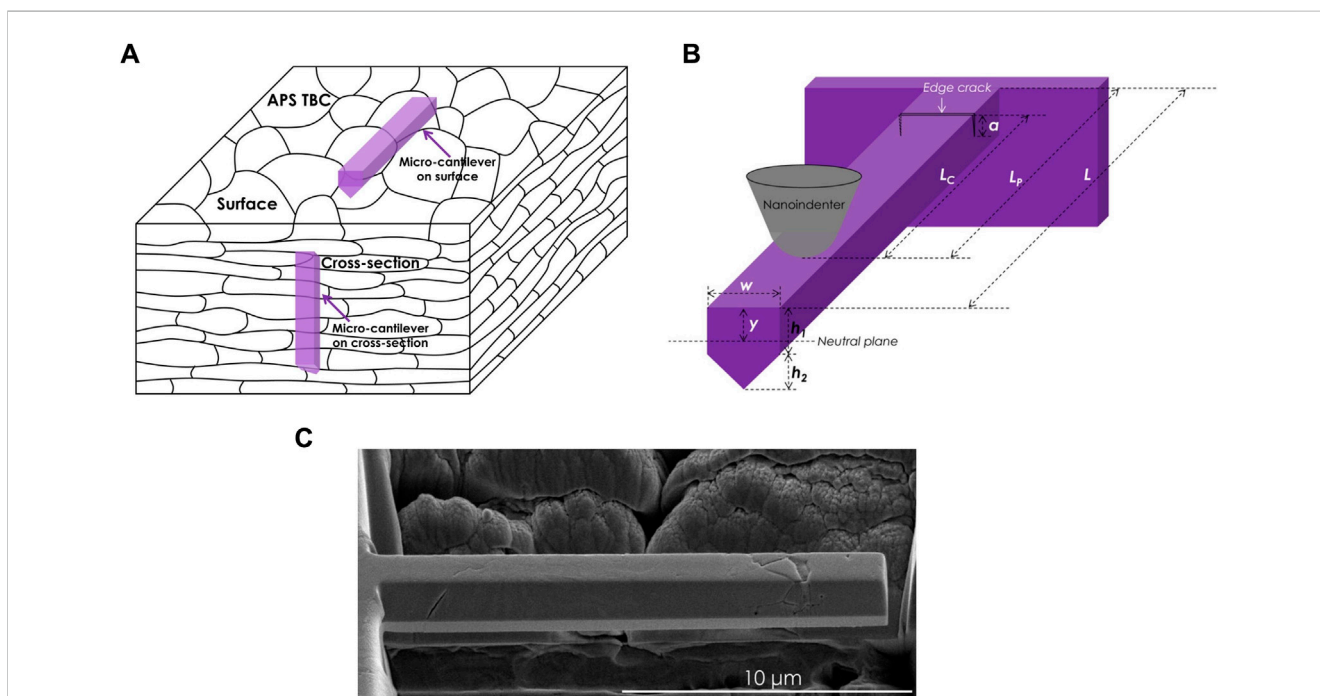 A
APS TBC
Micro-cantilever
on surface
Surface
Cross-section
Micro-cantilever
on cross-section
B
Edge crack
a
Nanoindenter
L_C
L_P
L
w
y
h_1
Neutral plane
h_2
C
10 µm